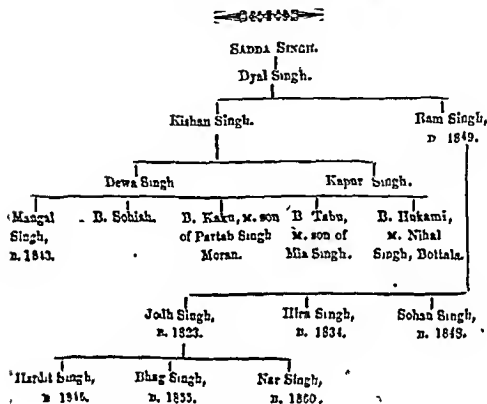 SADDA SINGH.
Dyal Singh.
Kishan Singh. Ram Singh,
D 1849.
Dewa Singh Kapur Singh.
Mangal B. Sohiah. B. Kaku, M. son B Tabu, B. Hukami,
Singh, of Partab Singh M. son of M. Nihal
B. 1843. Moran. Mia Singh. Singh, Bottala.
Jodh Singh, Hira Singh, Sohan Singh,
B. 1823. B. 1834. B. 1848.
Hardit Singh, Bhag Singh, Nar Singh,
B 1846. B. 1855. B. 1860.